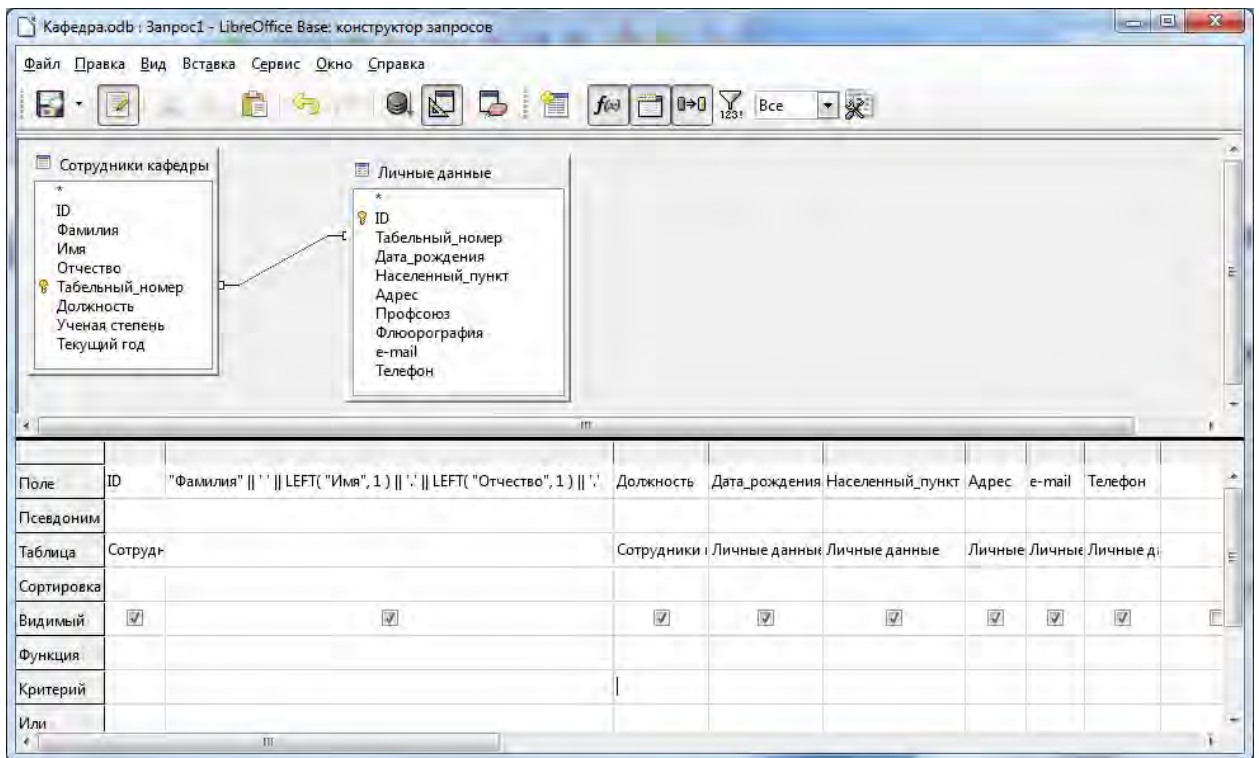 Кафедра.odb : Запрос1 - LibreOffice Base: конструктор запросов
Файл Правка Вид Вставка Сервис Окно Справка
f(x) 123! Все
Сотрудники кафедры
*
ID
Фамилия
Имя
Отчество
Табельный_номер
Должность
Ученая степень
Текущий год
Личные данные
*
ID
Табельный_номер
Дата_рождения
Населенный_пункт
Адрес
Профсоюз
Флюорография
e-mail
Телефон
Поле ID "Фамилия" || ' ' || LEFT( "Имя", 1 ) || '.' || LEFT( "Отчество", 1 ) || '.' Должность Дата_рождения Населенный_пункт Адрес e-mail Телефон
Псевдоним
Таблица Сотрудн Сотрудники Личные данные Личные данные Личные Личные Личные д
Сортировка
Видимый
Функция
Критерий
Или